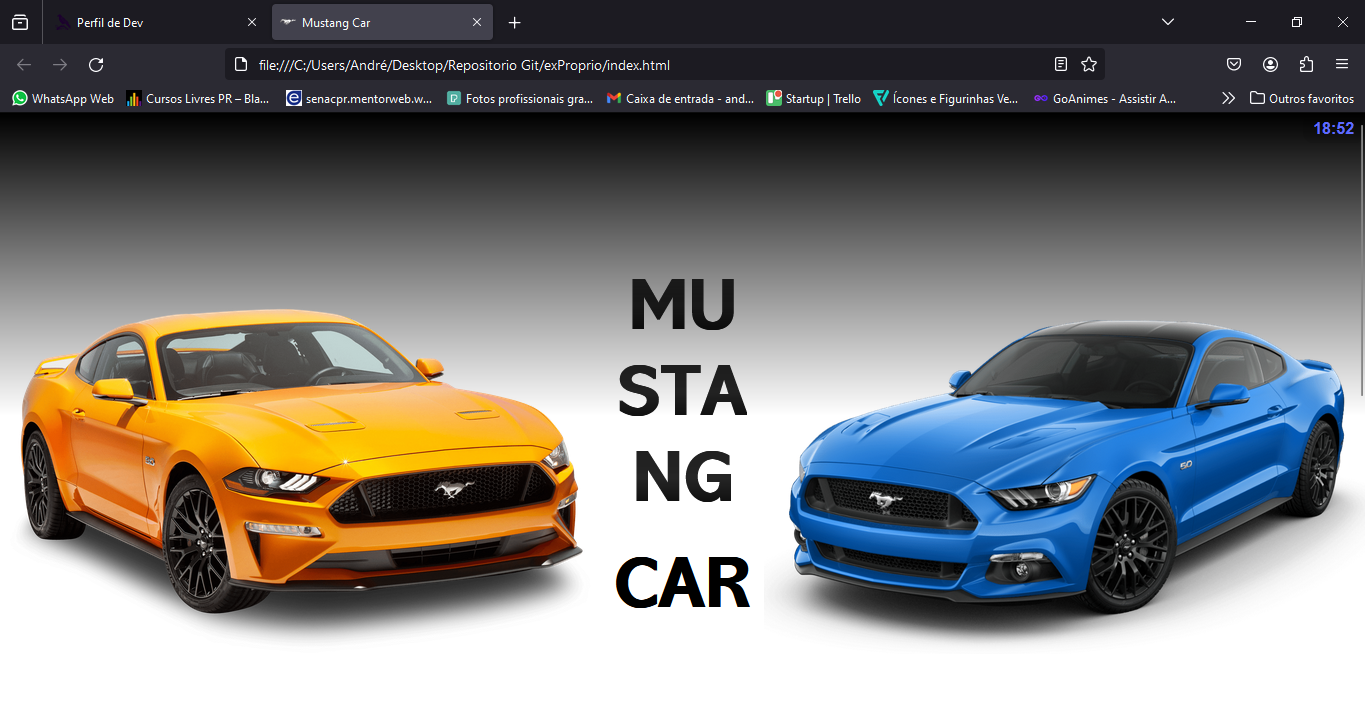 Perfil de Dev
Mustang Car
file:///C:/Users/André/Desktop/Repositorio Git/exProprio/index.html
WhatsApp Web
Cursos Livres PR – Bla...
senacpr.mentorweb.w...
Fotos profissionais gra...
Caixa de entrada - and...
Startup | Trello
Ícones e Figurinhas Ve...
GoAnimes - Assistir A...
Outros favoritos
18:52
MU
STA
NG
CAR
5.0